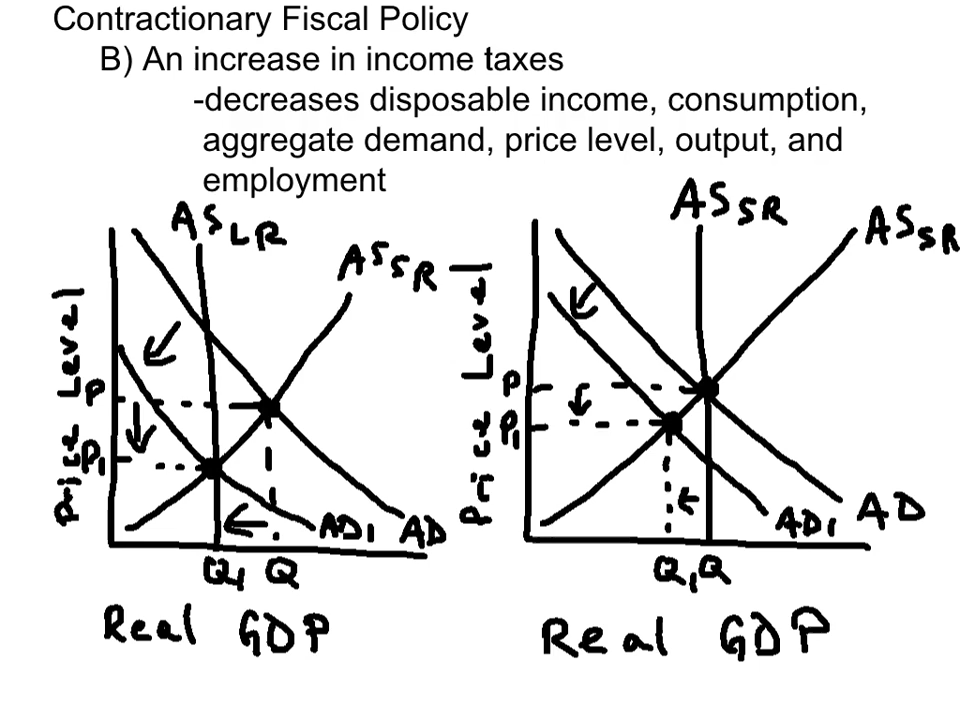 Contractionary Fiscal Policy
B) An increase in income taxes
-decreases disposable income, consumption,
aggregate demand, price level, output, and
employment
ASLR
ASSR
Price Level
P
P1
AD1
AD
Q1
Q
Real GDP
ASSR
ASSR
Price Level
P
P1
AD1
AD
Q1
Q
Real GDP